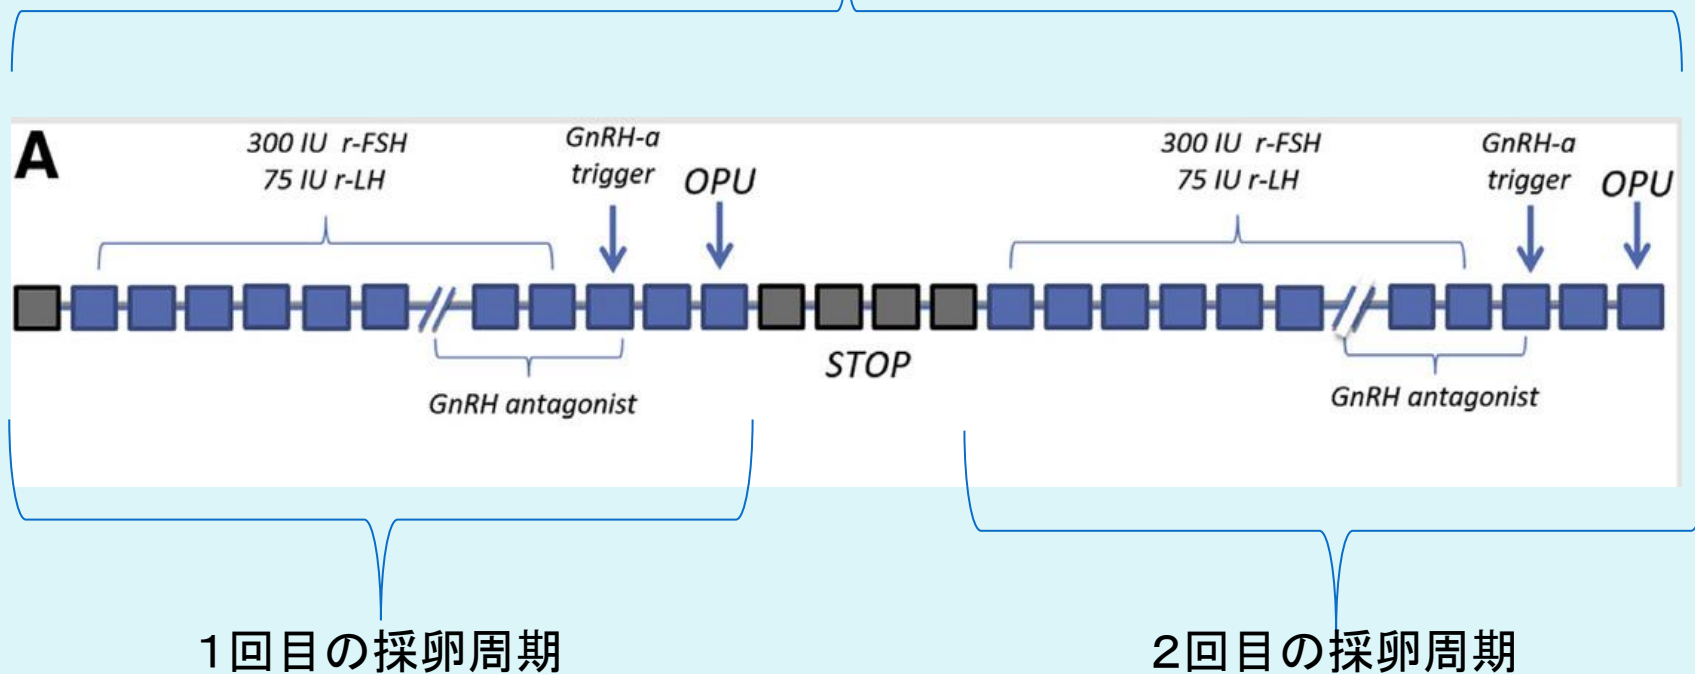 A
300 IU r-FSH
75 IU r-LH
GnRH-a
trigger
OPU
300 IU r-FSH
75 IU r-LH
GnRH-a
trigger
OPU
STOP
GnRH antagonist
GnRH antagonist
１回目の採卵周期
２回目の採卵周期